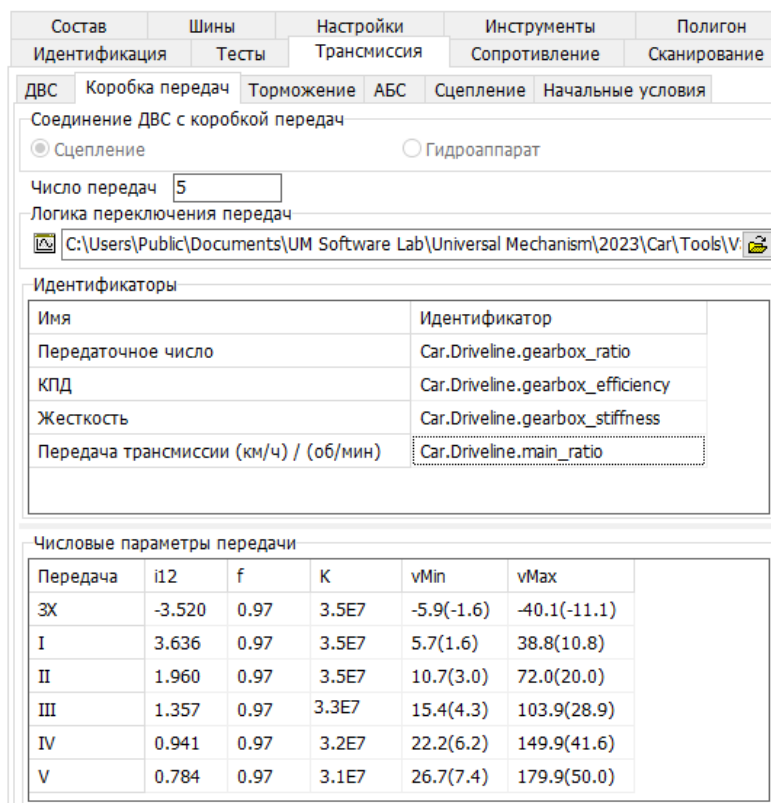 Состав Шины Настройки Инструменты Полигон
Идентификация Тесты Трансмиссия Сопротивление Сканирование
ДВС Коробка передач Торможение АБС Сцепление Начальные условия
Соединение ДВС с коробкой передач
Сцепление Гидроаппарат
Число передач 5
Логика переключения передач
C:\Users\Public\Documents\UM Software Lab\Universal Mechanism\2023\Car\Tools\V
Идентификаторы
Имя Идентификатор
Передаточное число Car.Driveline.gearbox_ratio
КПД Car.Driveline.gearbox_efficiency
Жесткость Car.Driveline.gearbox_stiffness
Передача трансмиссии (км/ч) / (об/мин) Car.Driveline.main_ratio
Числовые параметры передачи
Передача i12 f K vMin vMax
ЗХ -3.520 0.97 3.5E7 -5.9(-1.6) -40.1(-11.1)
I 3.636 0.97 3.5E7 5.7(1.6) 38.8(10.8)
II 1.960 0.97 3.5E7 10.7(3.0) 72.0(20.0)
III 1.357 0.97 3.3E7 15.4(4.3) 103.9(28.9)
IV 0.941 0.97 3.2E7 22.2(6.2) 149.9(41.6)
V 0.784 0.97 3.1E7 26.7(7.4) 179.9(50.0)